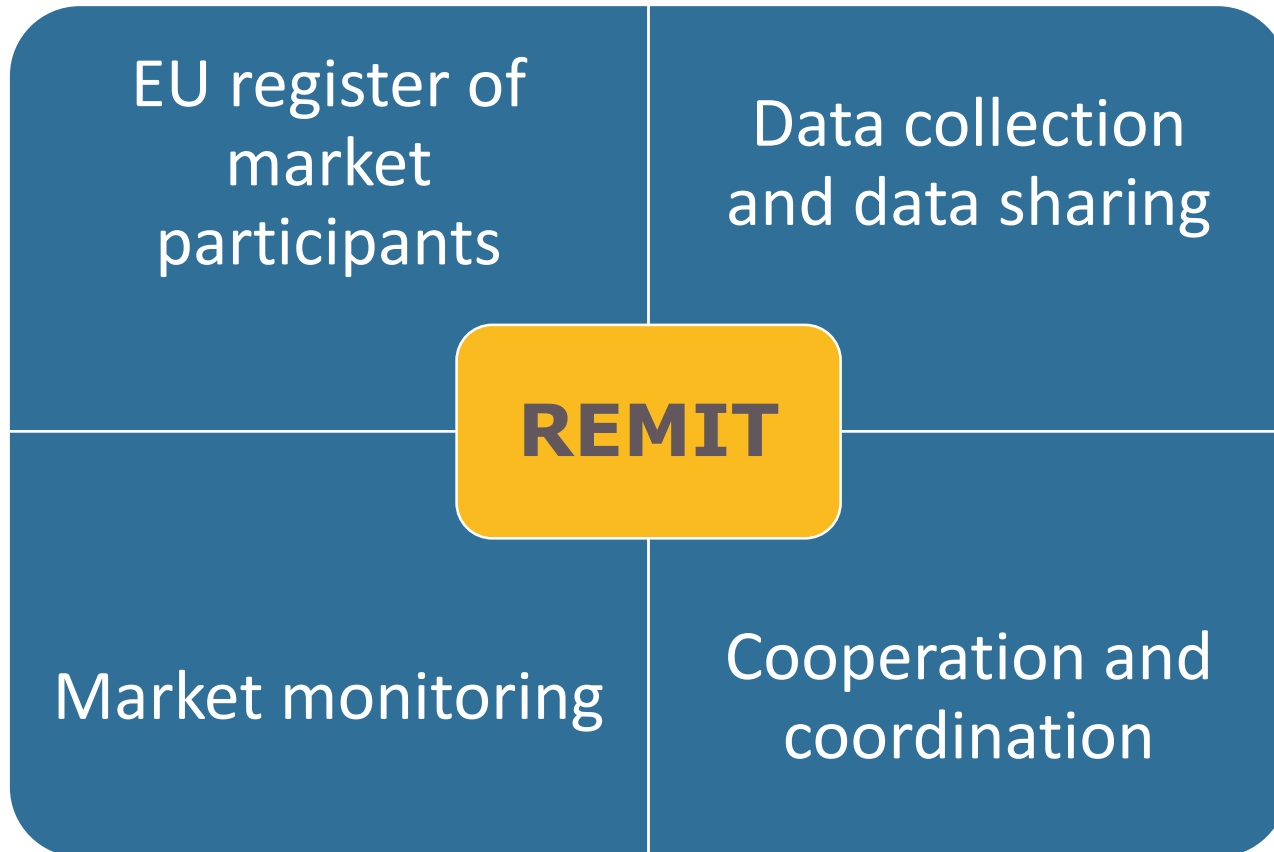 EU register of
market
participants
Data collection
and data sharing
REMIT
Market monitoring
Cooperation and
coordination